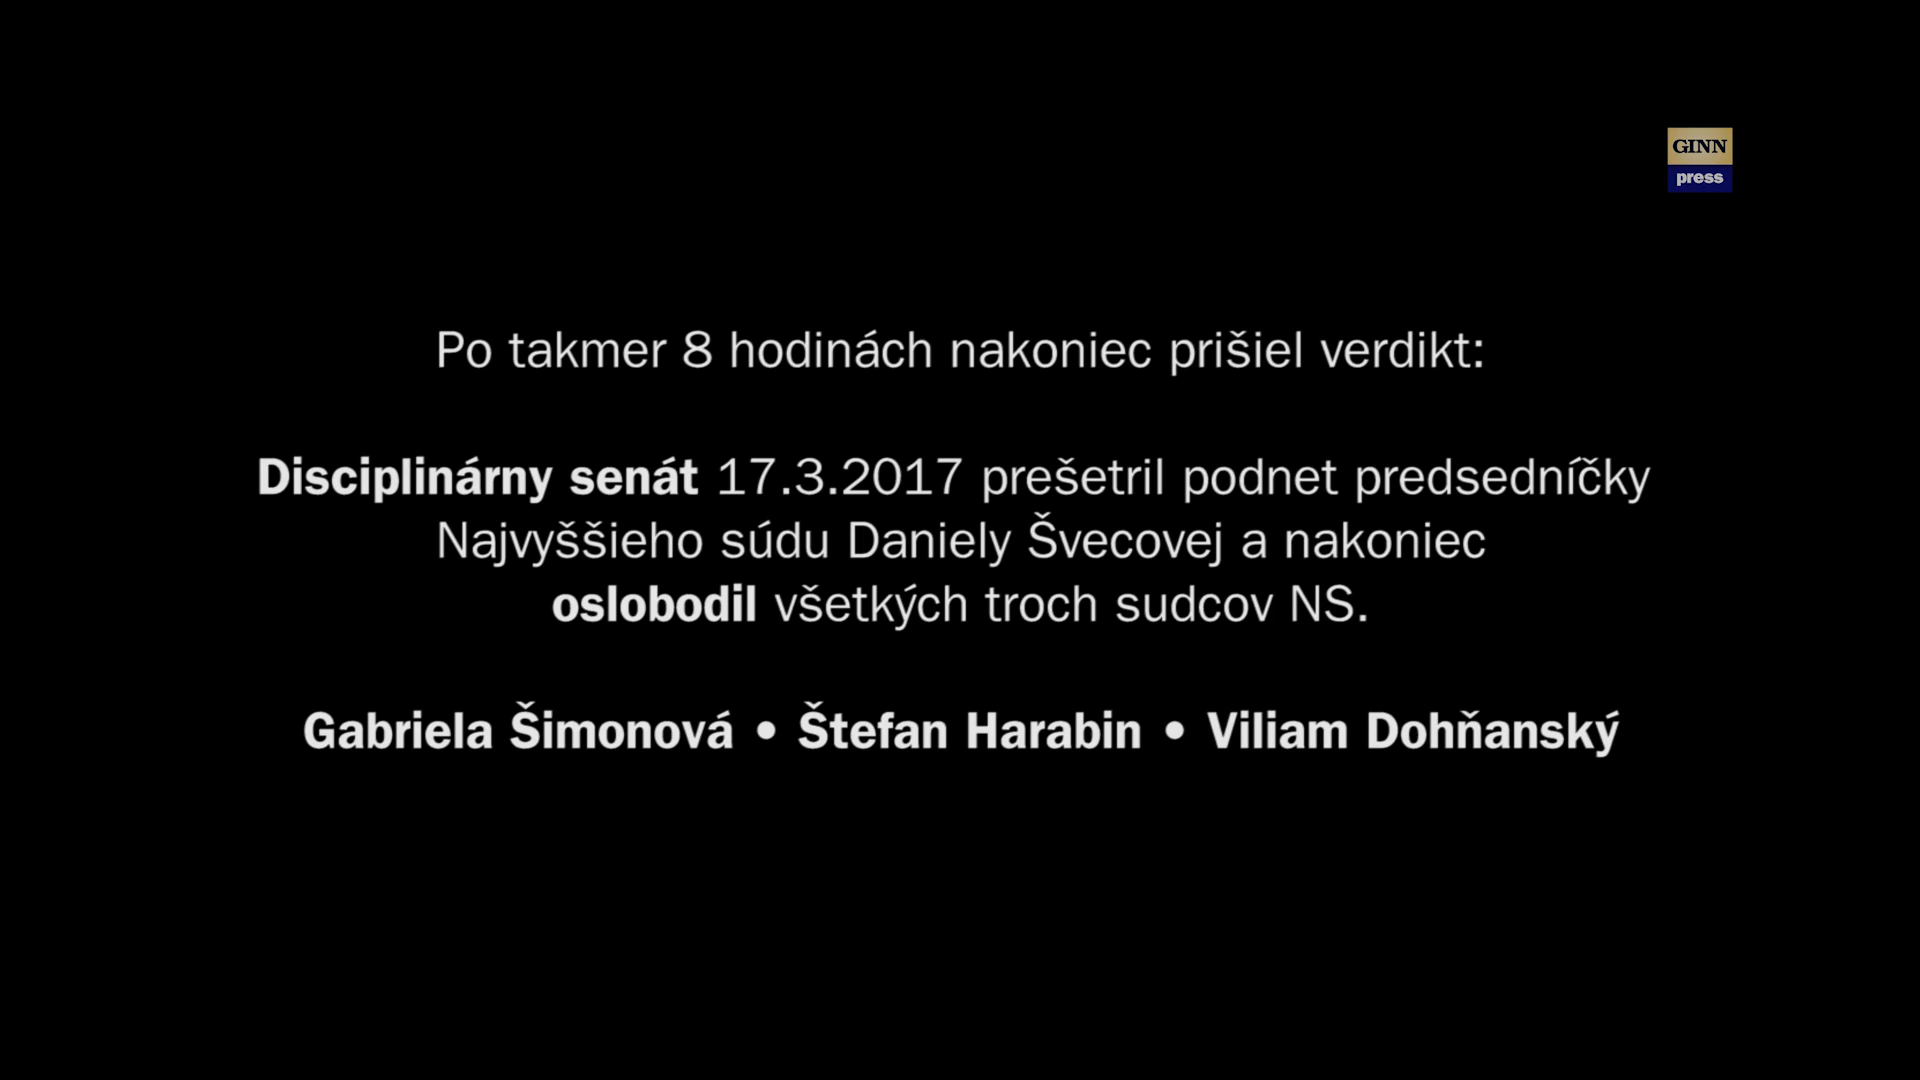 GINN
press
Po takmer 8 hodinách nakoniec prišiel verdikt:
Disciplinárny senát 17.3.2017 prešetril podnet predsedníčky
Najvyššieho súdu Daniely Švecovej a nakoniec
oslobodil všetkých troch sudcov NS.
Gabriela Šimonová • Štefan Harabin • Viliam Dohňanský